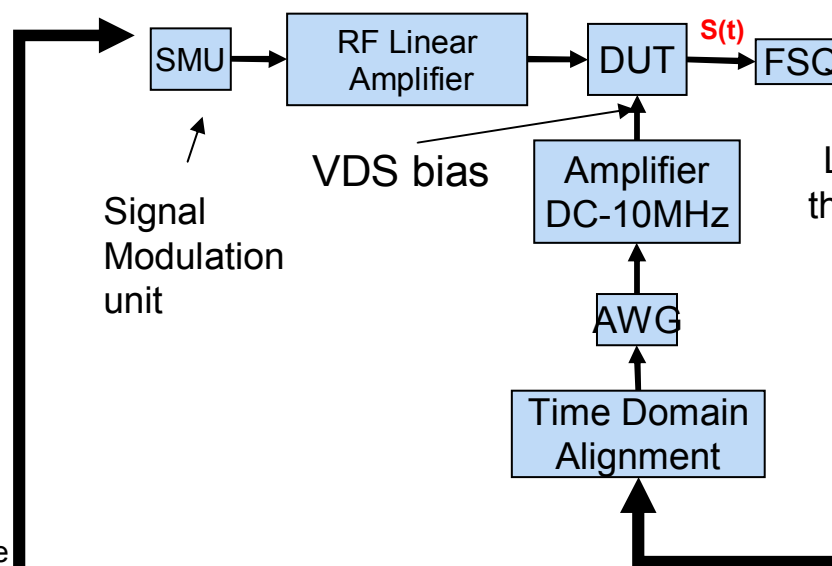 SMU
RF Linear
Amplifier
DUT
S(t)
FSQ
VDS bias
Signal
Modulation
unit
Amplifier
DC-10MHz
AWG
Time Domain
Alignment